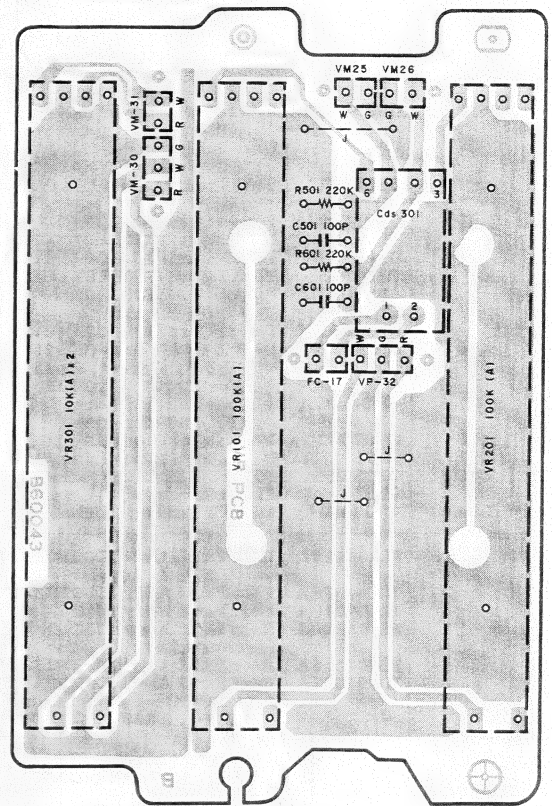 VM25 VM26
W G G W
VM-31
W
R
J
VM-30
G
W
R
R501 220K
6 3
Cds 301
C501 100P
R601 220K
C601 100P
1 2
W G R
FC-17 VP-32
VR301 10K(A)x2
VR101 100K(A)
VR201 100K (A)
J
J
B60043
PCB
B